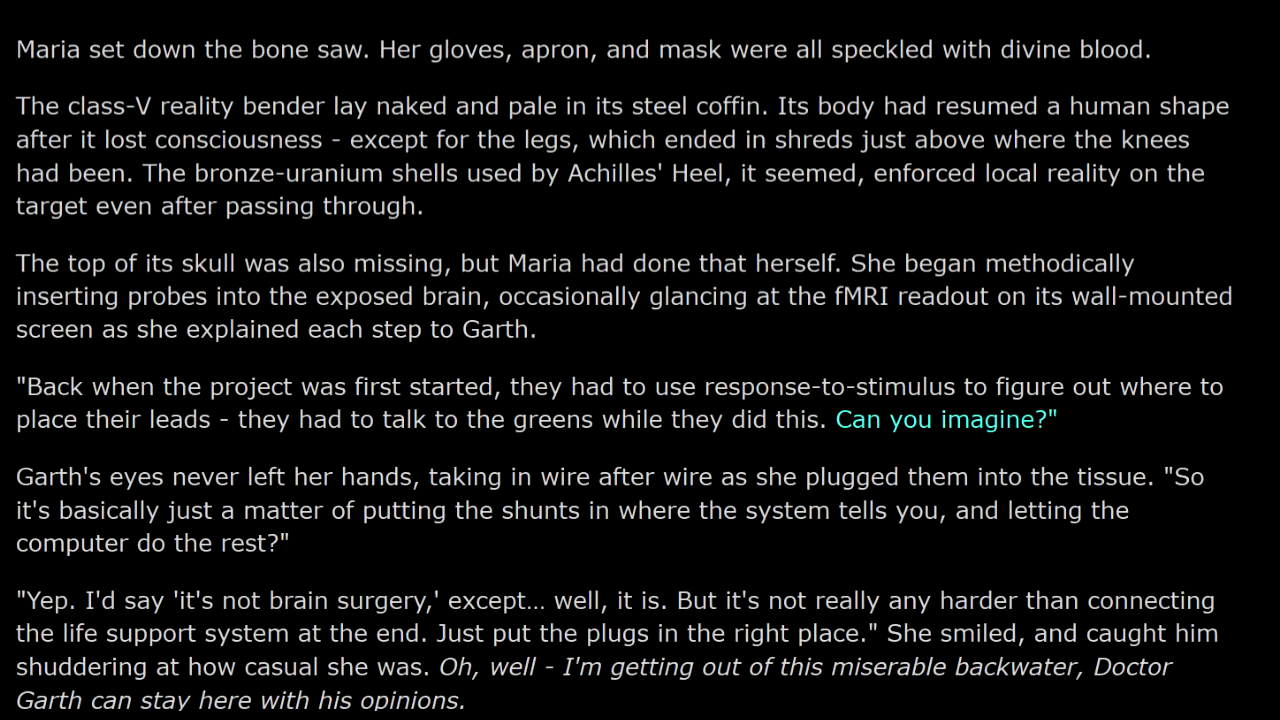 Maria set down the bone saw. Her gloves, apron, and mask were all speckled with divine blood.
The class-V reality bender lay naked and pale in its steel coffin. Its body had resumed a human shape
after it lost consciousness - except for the legs, which ended in shreds just above where the knees
had been. The bronze-uranium shells used by Achilles' Heel, it seemed, enforced local reality on the
target even after passing through.
The top of its skull was also missing, but Maria had done that herself. She began methodically
inserting probes into the exposed brain, occasionally glancing at the fMRI readout on its wall-mounted
screen as she explained each step to Garth.
"Back when the project was first started, they had to use response-to-stimulus to figure out where to
place their leads - they had to talk to the greens while they did this. Can you imagine?"
Garth's eyes never left her hands, taking in wire after wire as she plugged them into the tissue. "So
it's basically just a matter of putting the shunts in where the system tells you, and letting the
computer do the rest?"
"Yep. I'd say 'it's not brain surgery,' except… well, it is. But it's not really any harder than connecting
the life support system at the end. Just put the plugs in the right place." She smiled, and caught him
shuddering at how casual she was. Oh, well - I'm getting out of this miserable backwater, Doctor
Garth can stay here with his opinions.